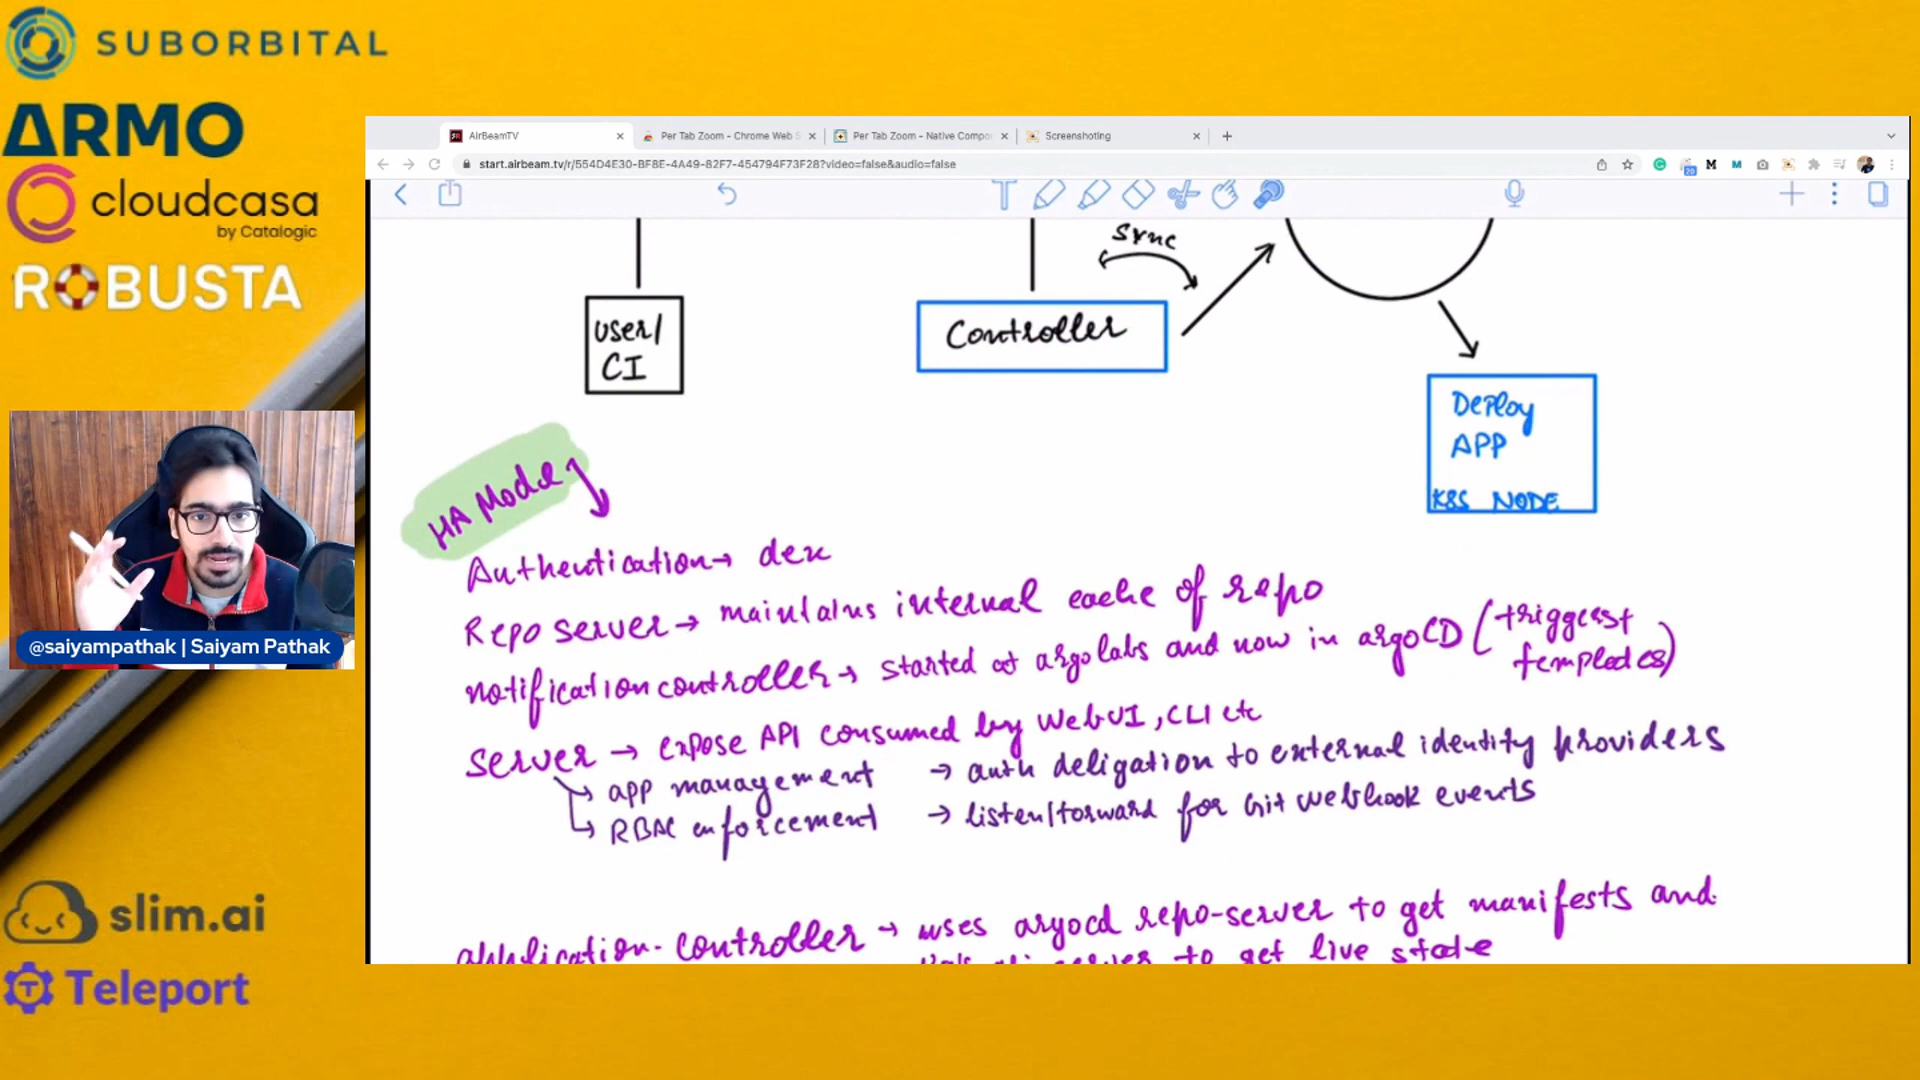 SUBORBITAL
ARMO
cloudcasa
by Catalogic
ROBUSTA
@saiyampathak | Saiyam Pathak
slim.ai
Teleport
AirBeamTV
Per Tab Zoom - Chrome Web S
Per Tab Zoom - Native Compo
Screenshoting
start.airbeam.tv/r/554D4E30-BF8E-4A49-82F7-454794F73F28?video=false&audio=false
sync
User/
CI
Controller
Deploy
APP
K8S NODE
HA Mode
Authentication → dex
Repo server → maintains internal cache of repo
notification controller → started at argolabs and now in argoCD (triggerst
templates)
Server → expose API consumed by WebUI, CLI etc
→ app management → auth deligation to external identity providers
→ RBAC enforcement → listen/forward for Git webhook events
application-controller → uses argocd repo-server to get manifests and
server to get live state